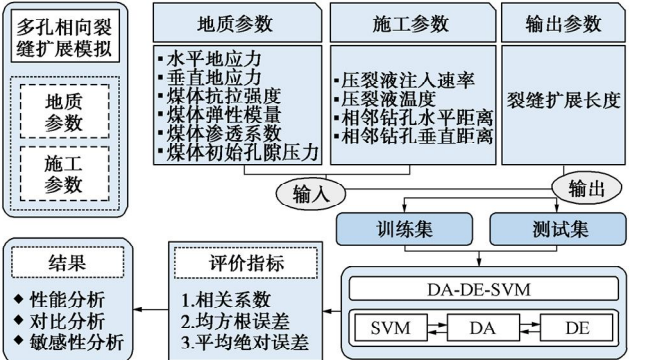 多孔相向裂
缝扩展模拟
地质
参数
施工
参数
地质参数
▪水平地应力
▪垂直地应力
▪煤体抗拉强度
▪煤体弹性模量
▪煤体渗透系数
▪煤体初始孔隙压力
施工参数
▪压裂液注入速率
▪压裂液温度
▪相邻钻孔水平距离
▪相邻钻孔垂直距离
输出参数
裂缝扩展长度
输入
输出
训练集
测试集
DA-DE-SVM
SVM
DA
DE
评价指标
1.相关系数
2.均方根误差
3.平均绝对误差
结果
◆ 性能分析
◆ 对比分析
◆ 敏感性分析